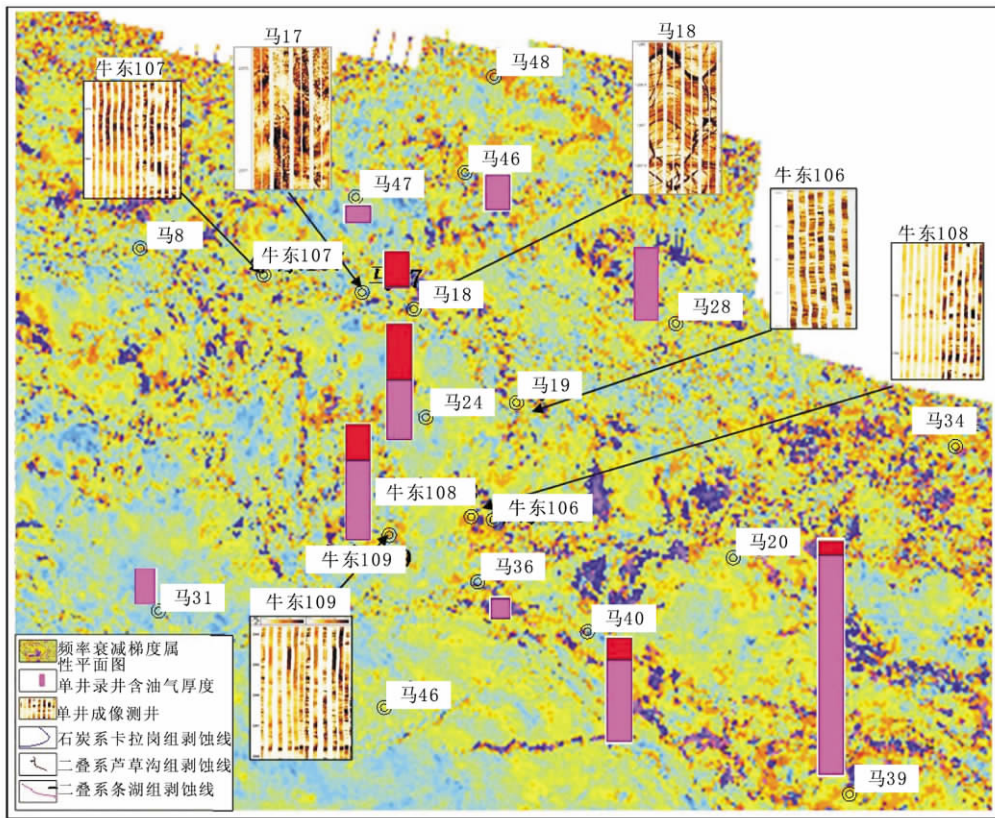 马17
马18
牛东107
马48
马46
牛东106
马47
牛东108
马8
牛东107
马18
马28
马19
马24
马34
牛东108
牛东106
牛东109
马20
马36
马31
牛东109
马40
频率衰减梯度属
性平面图
单井录井含油气厚度
马46
单井成像测井
石炭系卡拉岗组剥蚀线
二叠系芦草沟组剥蚀线
二叠系条湖组剥蚀线
马39